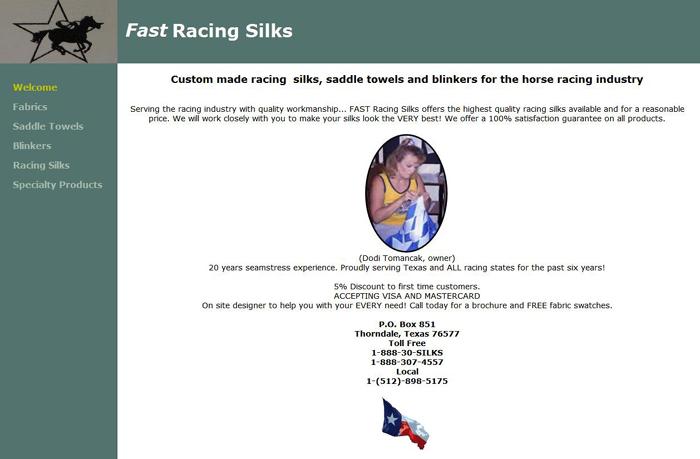 Fast Racing Silks
Welcome
Fabrics
Saddle Towels
Blinkers
Racing Silks
Specialty Products
Custom made racing silks, saddle towels and blinkers for the horse racing industry
Serving the racing industry with quality workmanship... FAST Racing Silks offers the highest quality racing silks available and for a reasonable
price. We will work closely with you to make your silks look the VERY best! We offer a 100% satisfaction guarantee on all products.
(Dodi Tomancak, owner)
20 years seamstress experience. Proudly serving Texas and ALL racing states for the past six years!
5% Discount to first time customers.
ACCEPTING VISA AND MASTERCARD
On site designer to help you with your EVERY need! Call today for a brochure and FREE fabric swatches.
P.O. Box 851
Thorndale, Texas 76577
Toll Free
1-888-30-SILKS
1-888-307-4557
Local
1-(512)-898-5175